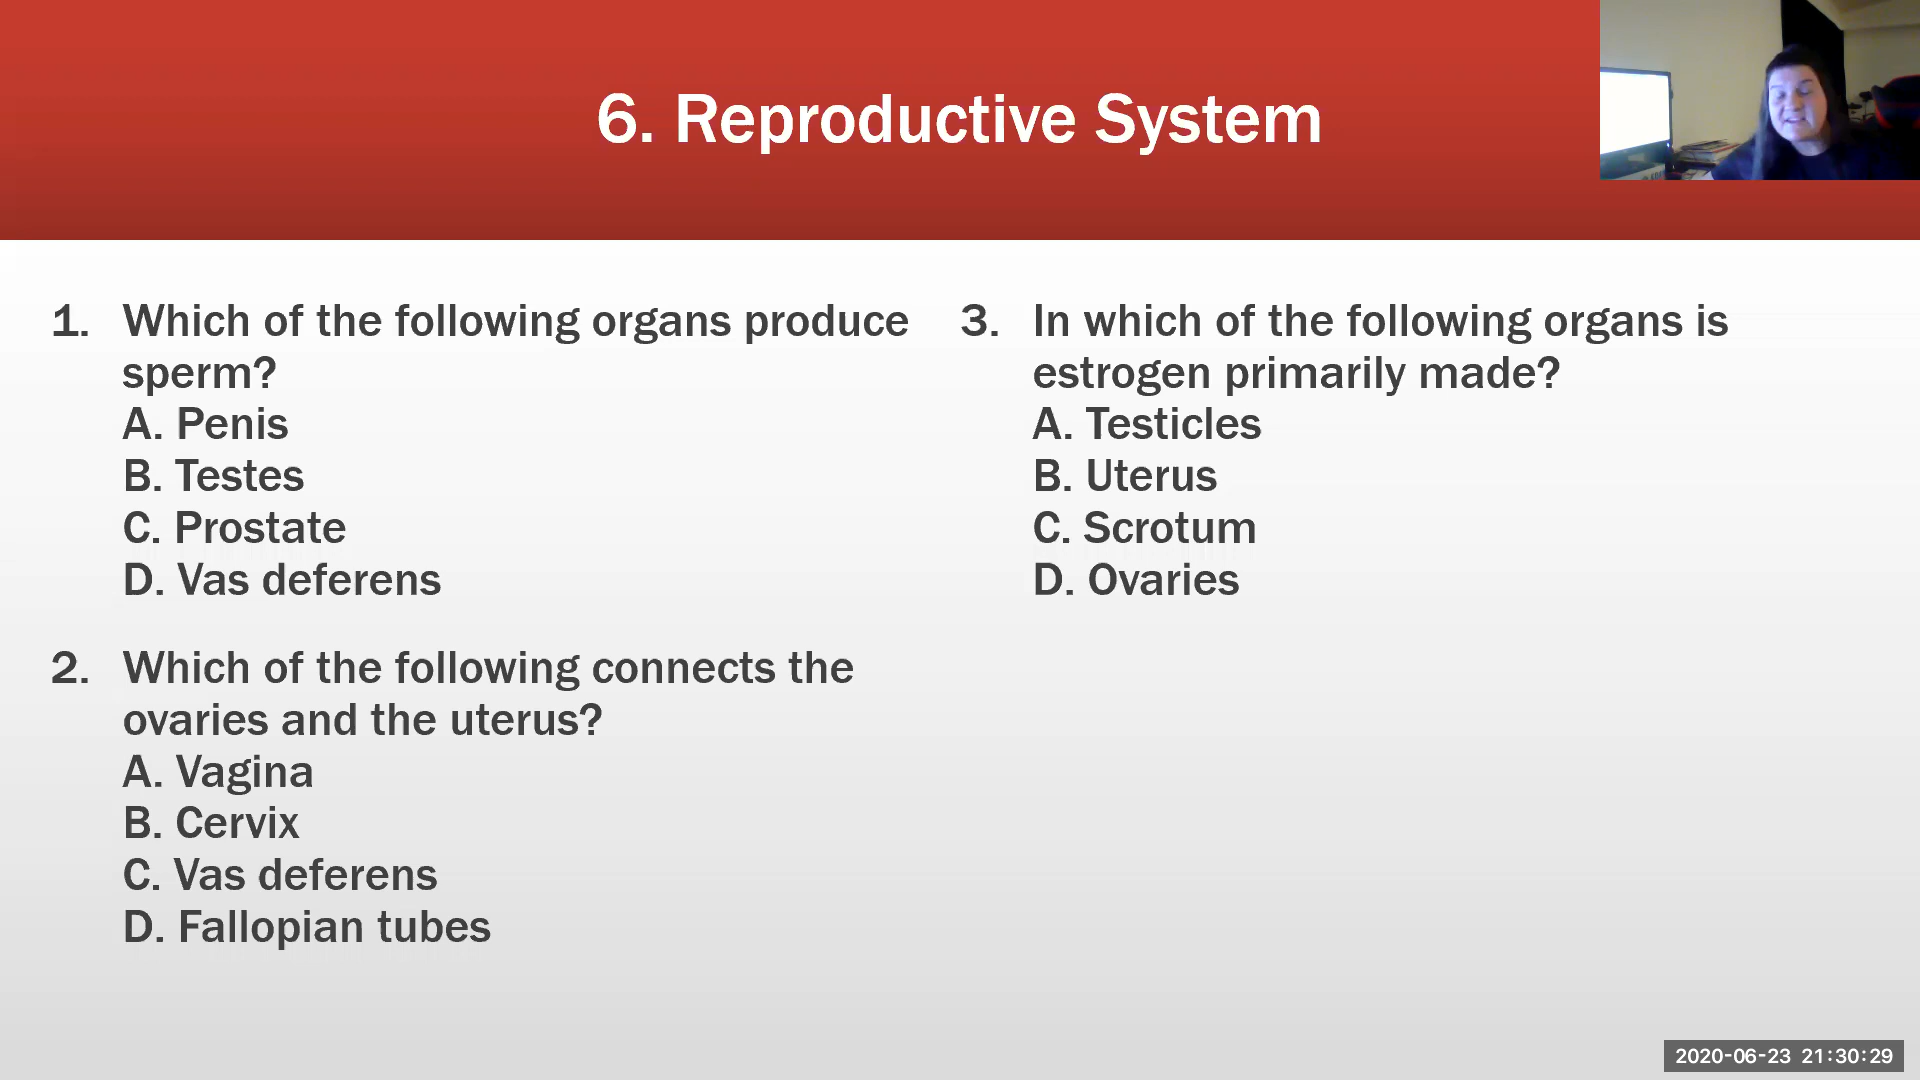 6. Reproductive System
1. Which of the following organs produce
sperm?
A. Penis
B. Testes
C. Prostate
D. Vas deferens
2. Which of the following connects the
ovaries and the uterus?
A. Vagina
B. Cervix
C. Vas deferens
D. Fallopian tubes
3. In which of the following organs is
estrogen primarily made?
A. Testicles
B. Uterus
C. Scrotum
D. Ovaries
2020-06-23 21:30:29